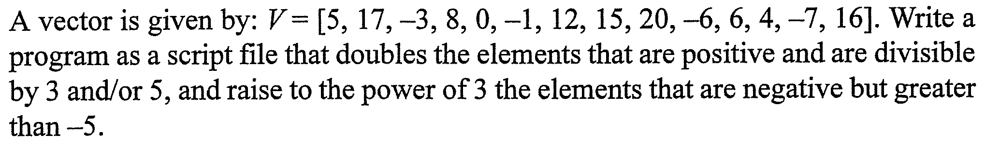 A vector is given by: V = [5, 17, –3, 8, 0, –1, 12, 15, 20, –6, 6, 4, –7, 16]. Write a
program as a script file that doubles the elements that are positive and are divisible
by 3 and/or 5, and raise to the power of 3 the elements that are negative but greater
than –5.